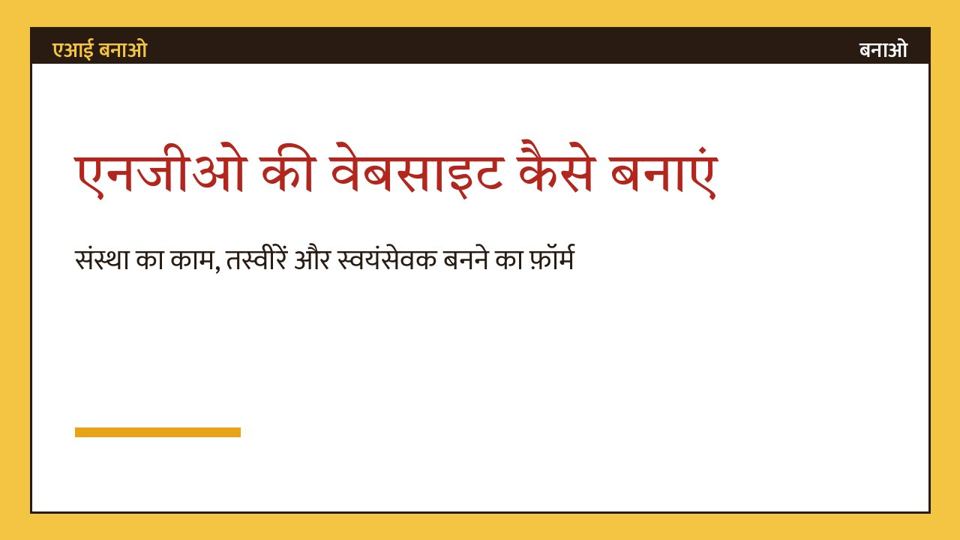 एआई बनाओ
बनाओ
एनजीओ की वेबसाइट कैसे बनाएं
संस्था का काम, तस्वीरें और स्वयंसेवक बनने का फ़ॉर्म